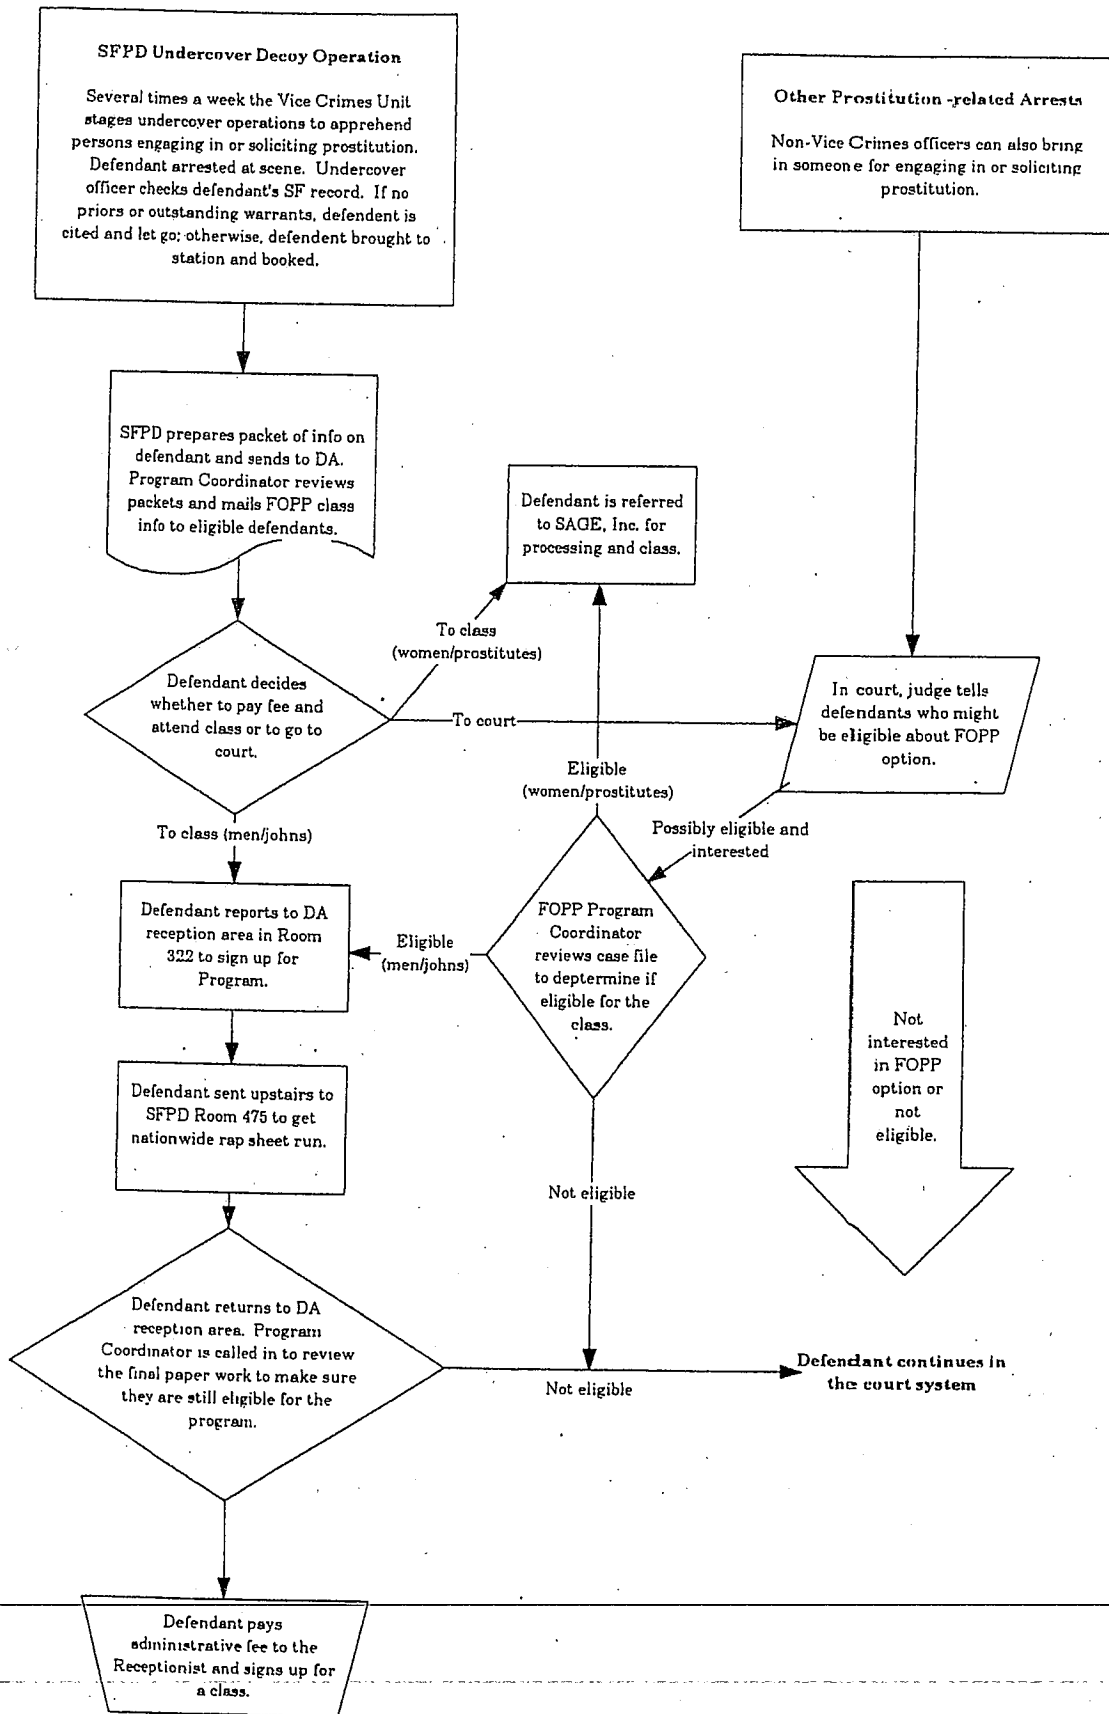 SFPD Undercover Decoy Operation
Several times a week the Vice Crimes Unit
stages undercover operations to apprehend
persons engaging in or soliciting prostitution.
Defendant arrested at scene. Undercover
officer checks defendant's SF record. If no
priors or outstanding warrants, defendent is
cited and let go; otherwise, defendent brought to
station and booked.
Other Prostitution -related Arrests
Non-Vice Crimes officers can also bring
in someone for engaging in or soliciting
prostitution.
SFPD prepares packet of info on
defendant and sends to DA.
Program Coordinator reviews
packets and mails FOPP class
info to eligible defendants.
Defendant is referred
to SAGE, Inc. for
processing and class.
To class
(women/prostitutes)
Defendant decides
whether to pay fee and
attend class or to go to
court.
To court
In court, judge tells
defendants who might
be eligible about FOPP
option.
Eligible
(women/prostitutes)
To class (men/johns)
Possibly eligible and
interested
Defendant reports to DA
reception area in Room
322 to sign up for
Program.
Eligible
(men/johns)
FOPP Program
Coordinator
reviews case file
to deptermine if
eligible for the
class.
Not
interested
in FOPP
option or
not
eligible.
Defendant sent upstairs to
SFPD Room 475 to get
nationwide rap sheet run.
Not eligible
Defendant returns to DA
reception area. Program
Coordinator is called in to review
the final paper work to make sure
they are still eligible for the
program.
Not eligible
Defendant continues in
the court system
Defendant pays
administrative fee to the
Receptionist and signs up for
a class.